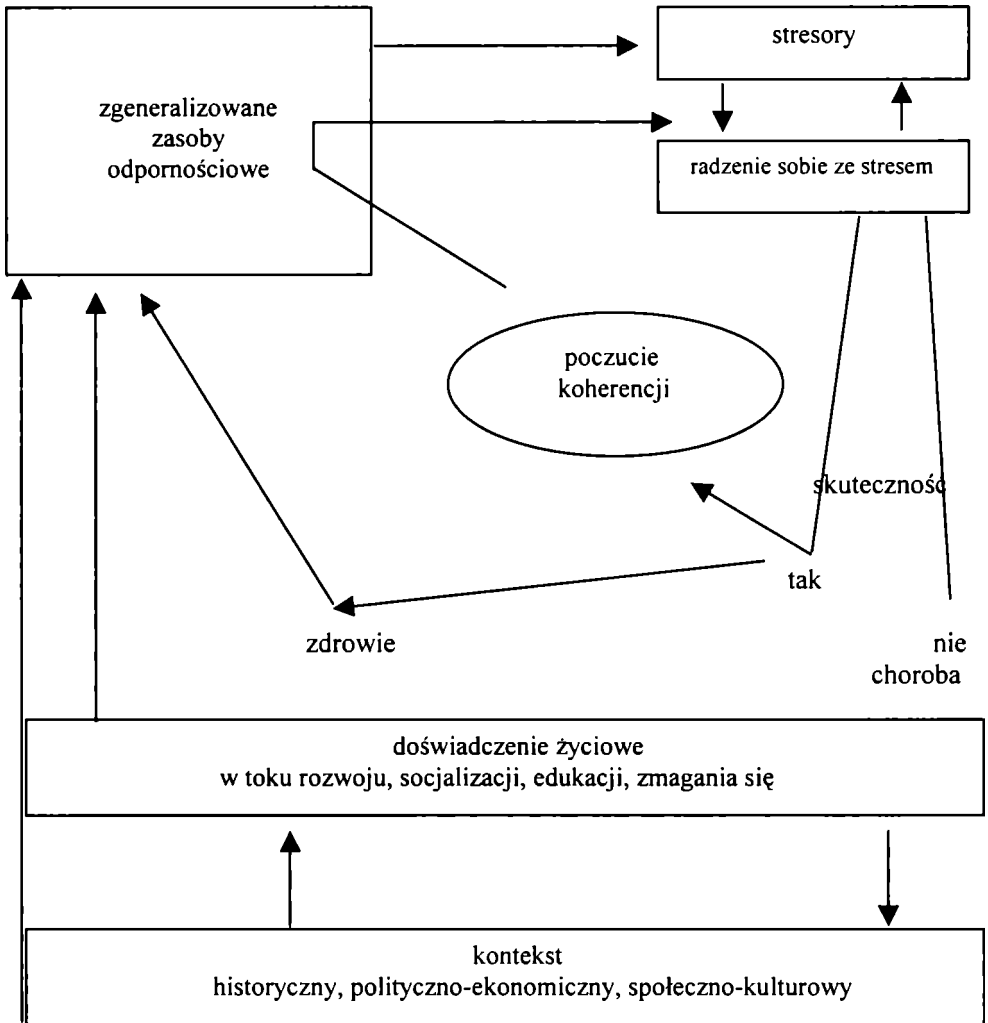 stresory
zgeneralizowane
zasoby
odpornościowe
radzenie sobie ze stresem
poczucie
koherencji
skuteczność
tak
zdrowie
nie
choroba
doświadczenie życiowe
w toku rozwoju, socjalizacji, edukacji, zmagania się
kontekst
historyczny, polityczno-ekonomiczny, społeczno-kulturowy